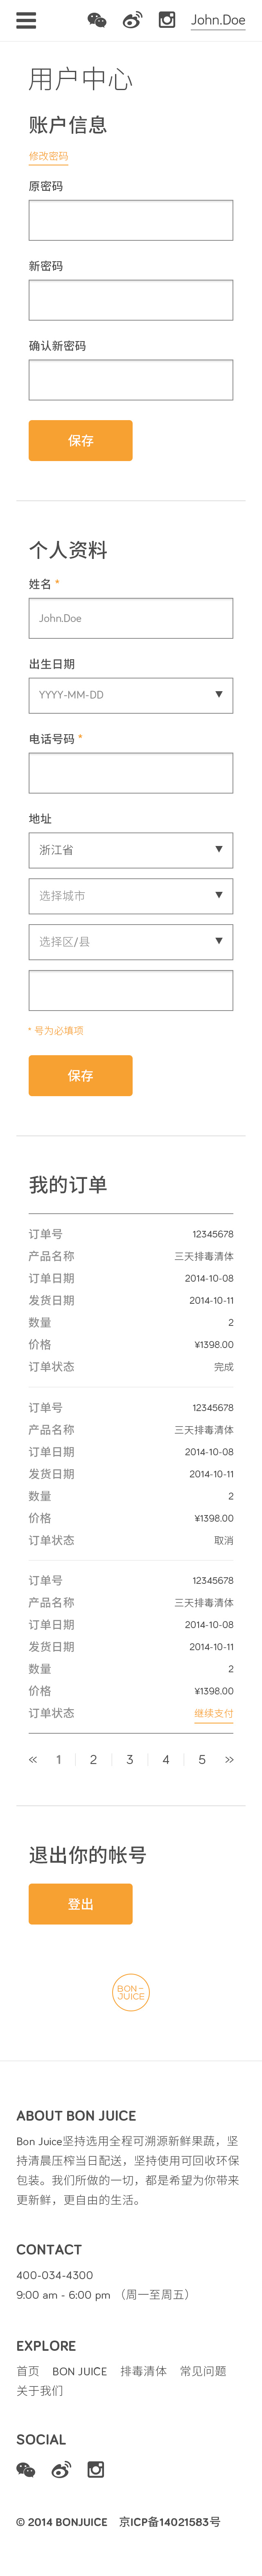 John.Doe
用户中心
账户信息
修改密码
原密码
新密码
确认新密码
保存
个人资料
姓名 *
John.Doe
出生日期
YYYY-MM-DD
电话号码 *
地址
浙江省
选择城市
选择区/县
* 号为必填项
保存
我的订单
订单号 12345678
产品名称 三天排毒清体
订单日期 2014-10-08
发货日期 2014-10-11
数量 2
价格 ¥1398.00
订单状态 完成
订单号 12345678
产品名称 三天排毒清体
订单日期 2014-10-08
发货日期 2014-10-11
数量 2
价格 ¥1398.00
订单状态 取消
订单号 12345678
产品名称 三天排毒清体
订单日期 2014-10-08
发货日期 2014-10-11
数量 2
价格 ¥1398.00
订单状态 继续支付
« 1 2 3 4 5 »
退出你的帐号
登出
BON-
JUICE
ABOUT BON JUICE
Bon Juice坚持选用全程可溯源新鲜果蔬，坚
持清晨压榨当日配送，坚持使用可回收环保
包装。我们所做的一切，都是希望为你带来
更新鲜，更自由的生活。
CONTACT
400-034-4300
9:00 am - 6:00 pm （周一至周五）
EXPLORE
首页 BON JUICE 排毒清体 常见问题
关于我们
SOCIAL
© 2014 BONJUICE 京ICP备14021583号